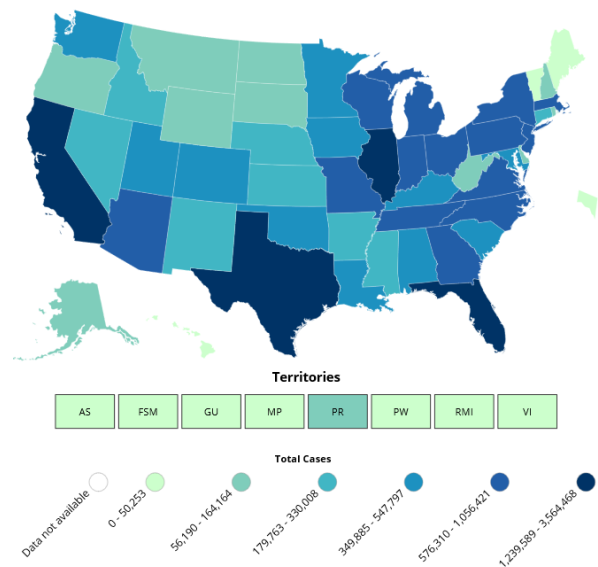 Territories
AS FSM GU MP PR PW RMI VI
Total Cases
Data not available
0 - 50,253
56,190 - 164,164
179,763 - 330,008
349,885 - 547,797
576,310 - 1,056,421
1,239,589 - 3,564,468